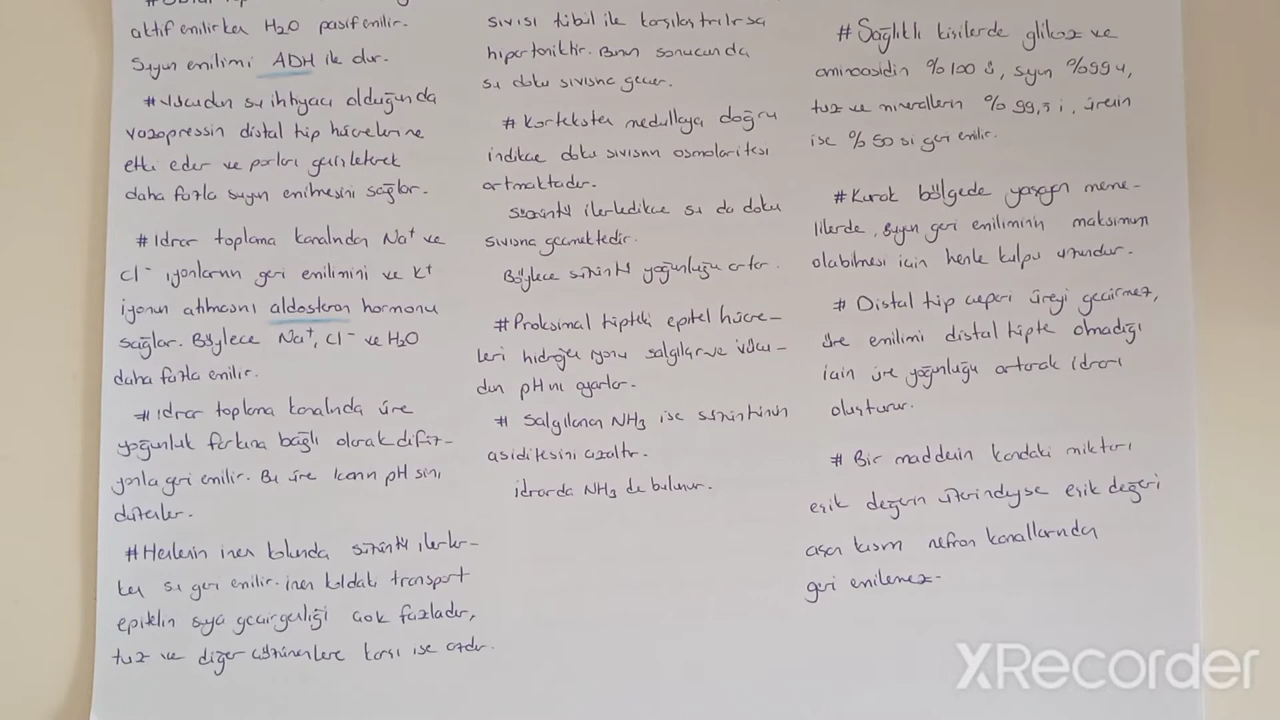 aktif emilirken H₂O pasif emilir.
Suyun emilimi ADH ile dur.
#Vücudun su ihtiyacı olduğunda
vazopressin distal tüp hücrelerine
etki eder ve porları genişleterek
daha fazla suyun emilmesini sağlar.
#İdrar toplama kanalında Na⁺ ve
Cl⁻ iyonlarının geri emilimini ve K⁺
iyonun atılmasını aldosteron hormonu
sağlar. Böylece Na⁺, Cl⁻ ve H₂O
daha fazla emilir.
#İdrar toplama kanalında üre
yoğunluk farkına bağlı olarak difüz-
yonla geri emilir. Bu üre kanın pH sını
düzenler.
#Henlenin inen kolunda süzüntü ilerler-
ken su geri emilir. İnen koldaki transport
epitelin suya geçirgenliği çok fazladır,
tuz ve diğer çözünenlere karşı ise azdır.
sıvısı tübül ile karşılaştırılırsa
hipertoniktir. Bunun sonucunda
su doku sıvısına geçer.
#Korteksten medullaya doğru
indikçe doku sıvısının osmolaritesi
artmaktadır.
Süzüntü ilerledikçe su da doku
sıvısına geçmektedir.
Böylece süzüntü yoğunluğu artar.
#Proksimal tüpteki epitel hücre-
leri hidrojen iyonu salgılar ve vücu-
dun pH nı ayarlar.
# Salgılanan NH₃ ise süzüntünün
asiditesini azaltır.
İdrarda NH₃ de bulunur.
#Sağlıklı kişilerde glikoz ve
aminoasidin %100 ü, suyun %99 u,
tuz ve minerallerin %99,5 i, ürenin
ise %50 si geri emilir.
#Kurak bölgede yaşayan meme-
lilerde, suyun geri emiliminin maksimum
olabilmesi için henle kulpu uzundur.
# Distal tüp çeperi üreyi geçirmez,
üre emilimi distal tüpte olmadığı
için üre yoğunluğu artarak idrarı
oluşturur.
# Bir maddenin kandaki miktarı
eşik değerin üzerindeyse eşik değeri
aşan kısım nefron kanallarından
geri emilemez.
XRecorder